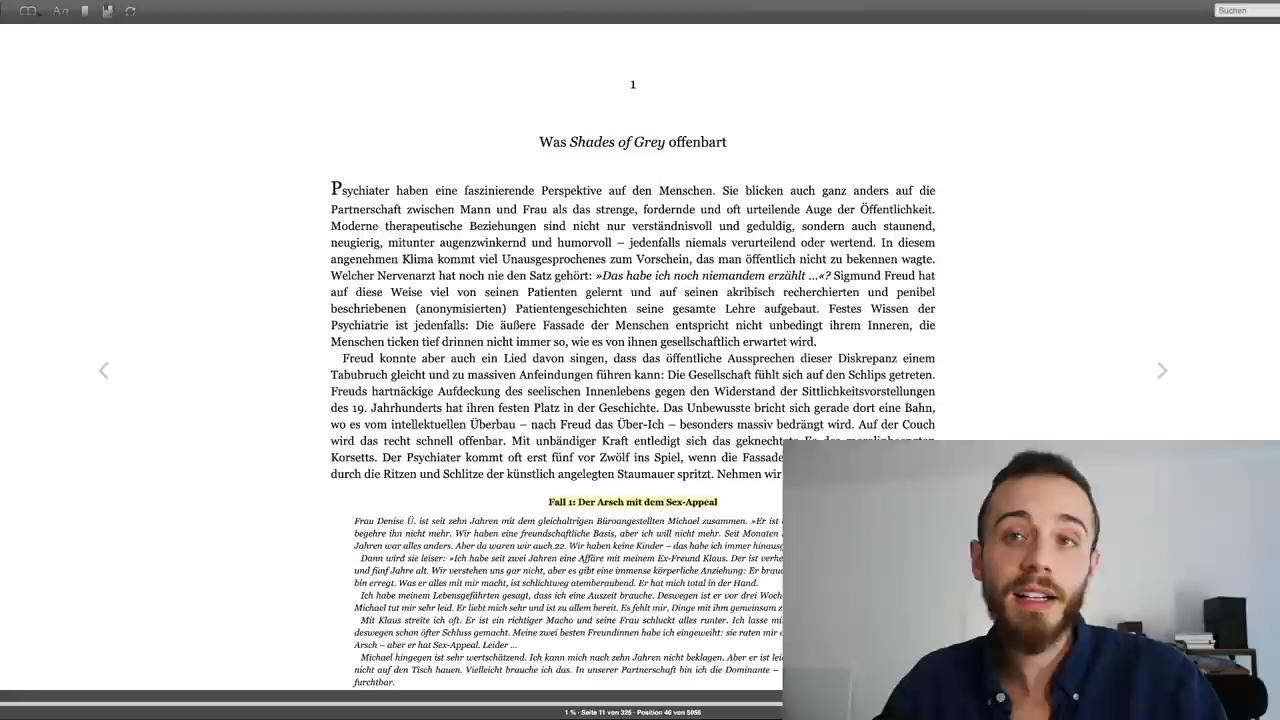 Aa
Suchen
1
Was Shades of Grey offenbart
Psychiater haben eine faszinierende Perspektive auf den Menschen. Sie blicken auch ganz anders auf die
Partnerschaft zwischen Mann und Frau als das strenge, fordernde und oft urteilende Auge der Öffentlichkeit.
Moderne therapeutische Beziehungen sind nicht nur verständnisvoll und geduldig, sondern auch staunend,
neugierig, mitunter augenzwinkernd und humorvoll – jedenfalls niemals verurteilend oder wertend. In diesem
angenehmen Klima kommt viel Unausgesprochenes zum Vorschein, das man öffentlich nicht zu bekennen wagte.
Welcher Nervenarzt hat noch nie den Satz gehört: »Das habe ich noch niemandem erzählt ...«? Sigmund Freud hat
auf diese Weise viel von seinen Patienten gelernt und auf seinen akribisch recherchierten und penibel
beschriebenen (anonymisierten) Patientengeschichten seine gesamte Lehre aufgebaut. Festes Wissen der
Psychiatrie ist jedenfalls: Die äußere Fassade der Menschen entspricht nicht unbedingt ihrem Inneren, die
Menschen ticken tief drinnen nicht immer so, wie es von ihnen gesellschaftlich erwartet wird.
Freud konnte aber auch ein Lied davon singen, dass das öffentliche Aussprechen dieser Diskrepanz einem
Tabubruch gleicht und zu massiven Anfeindungen führen kann: Die Gesellschaft fühlt sich auf den Schlips getreten.
Freuds hartnäckige Aufdeckung des seelischen Innenlebens gegen den Widerstand der Sittlichkeitsvorstellungen
des 19. Jahrhunderts hat ihren festen Platz in der Geschichte. Das Unbewusste bricht sich gerade dort eine Bahn,
wo es vom intellektuellen Überbau – nach Freud das Über-Ich – besonders massiv bedrängt wird. Auf der Couch
wird das recht schnell offenbar. Mit unbändiger Kraft entledigt sich das geknechtete Es des moralinbesetzten
Korsetts. Der Psychiater kommt oft erst fünf vor Zwölf ins Spiel, wenn die Fassade
durch die Ritzen und Schlitze der künstlich angelegten Staumauer spritzt. Nehmen wir
Fall 1: Der Arsch mit dem Sex-Appeal
Frau Denise Ü. ist seit zehn Jahren mit dem gleichaltrigen Büroangestellten Michael zusammen. »Er ist
begehre ihn nicht mehr. Wir haben eine freundschaftliche Basis, aber ich will nicht mehr. Seit Monaten
Jahren war alles anders. Aber da waren wir auch 22. Wir haben keine Kinder – das habe ich immer
Dann wird sie leiser: »Ich habe seit zwei Jahren eine Affäre mit meinem Ex-Freund Klaus. Der ist
und fünf Jahre alt. Wir verstehen uns gar nicht, aber es gibt eine immense körperliche Anziehung: Er
bin erregt. Was er alles mit mir macht, ist schlichtweg atemberaubend. Er hat mich total in der Hand.
Ich habe meinem Lebensgefährten gesagt, dass ich eine Auszeit brauche. Deswegen ist er vor drei
Michael tut mir sehr leid. Er liebt mich sehr und ist zu allem bereit. Es fehlt mir, Dinge mit ihm gemeinsam
Mit Klaus streite ich oft. Er ist ein richtiger Macho und seine Frau schluckt alles runter. Ich lasse
deswegen schon öfter Schluss gemacht. Meine zwei besten Freundinnen habe ich eingeweiht: sie raten mir
Arsch – aber er hat Sex-Appeal. Leider ...
Michael hingegen ist sehr wertschätzend. Ich kann mich nach zehn Jahren nicht beklagen. Aber er ist
nicht auf den Tisch hauen. Vielleicht brauche ich das. In unserer Partnerschaft bin ich die Dominante –
furchtbar.
1 % · Seite 11 von 325 · Position 46 von 5055